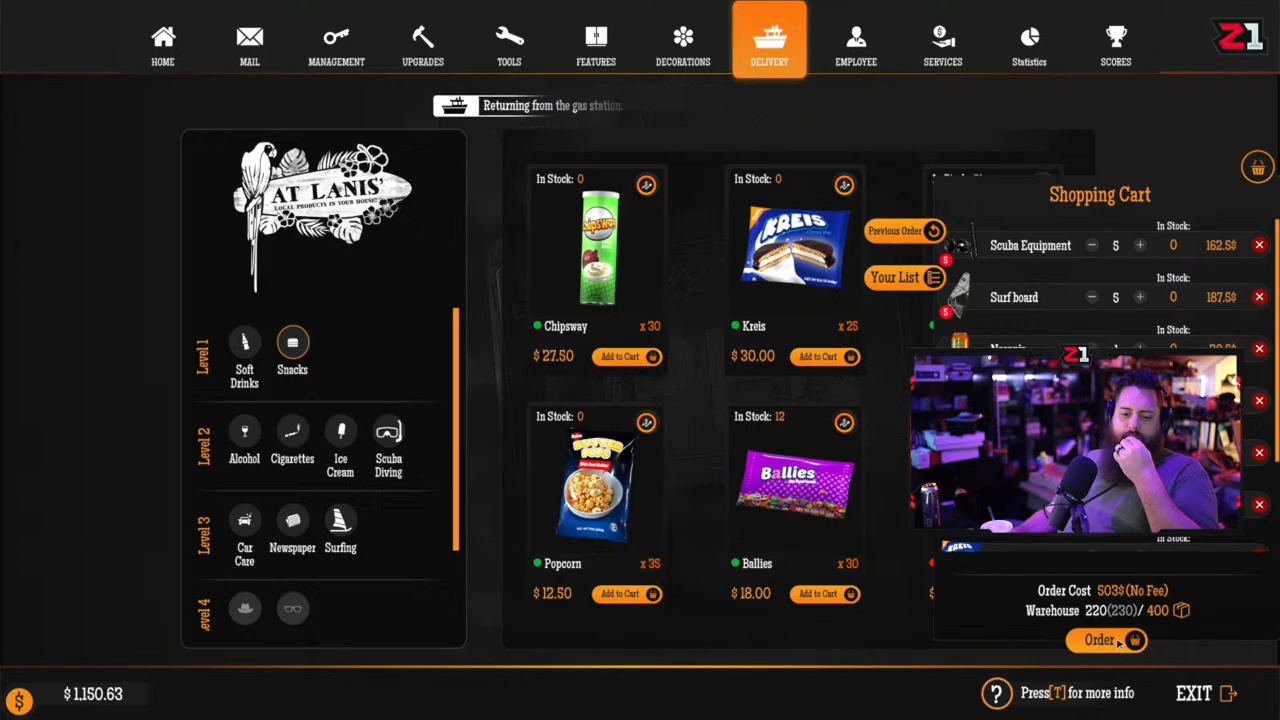 HOME
MAIL
MANAGEMENT
UPGRADES
TOOLS
FEATURES
DECORATIONS
DELIVERY
EMPLOYEE
SERVICES
Statistics
SCORES
Z1
Returning from the gas station.
AT LANIS'
LOCAL PRODUCTS IN YOUR HOUSE!
Level 1
Soft Drinks
Snacks
Level 2
Alcohol
Cigarettes
Ice Cream
Scuba Diving
Level 3
Car Care
Newspaper
Surfing
Level 4
In Stock: 0
Chipsway x 30
$ 27.50 Add to Cart
In Stock: 0
KREIS
Kreis x 25
$ 30.00 Add to Cart
In Stock: 0
Popcorn x 35
$ 12.50 Add to Cart
In Stock: 12
Ballies
Ballies x 30
$ 18.00 Add to Cart
Previous Order
Your List
Shopping Cart
In Stock:
Scuba Equipment − 5 + 0 162.5$
In Stock:
Surf board − 5 + 0 187.5$
In Stock:
Z1
In Stock:
Order Cost 503$ (No Fee)
Warehouse 220(230)/ 400
Order
$ 1,150.63
? Press[T] for more info
EXIT